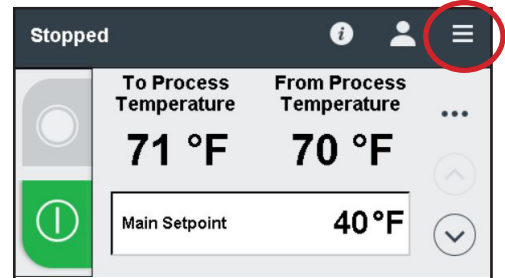 Stopped
To Process
Temperature
71 °F
From Process
Temperature
70 °F
Main Setpoint 40°F